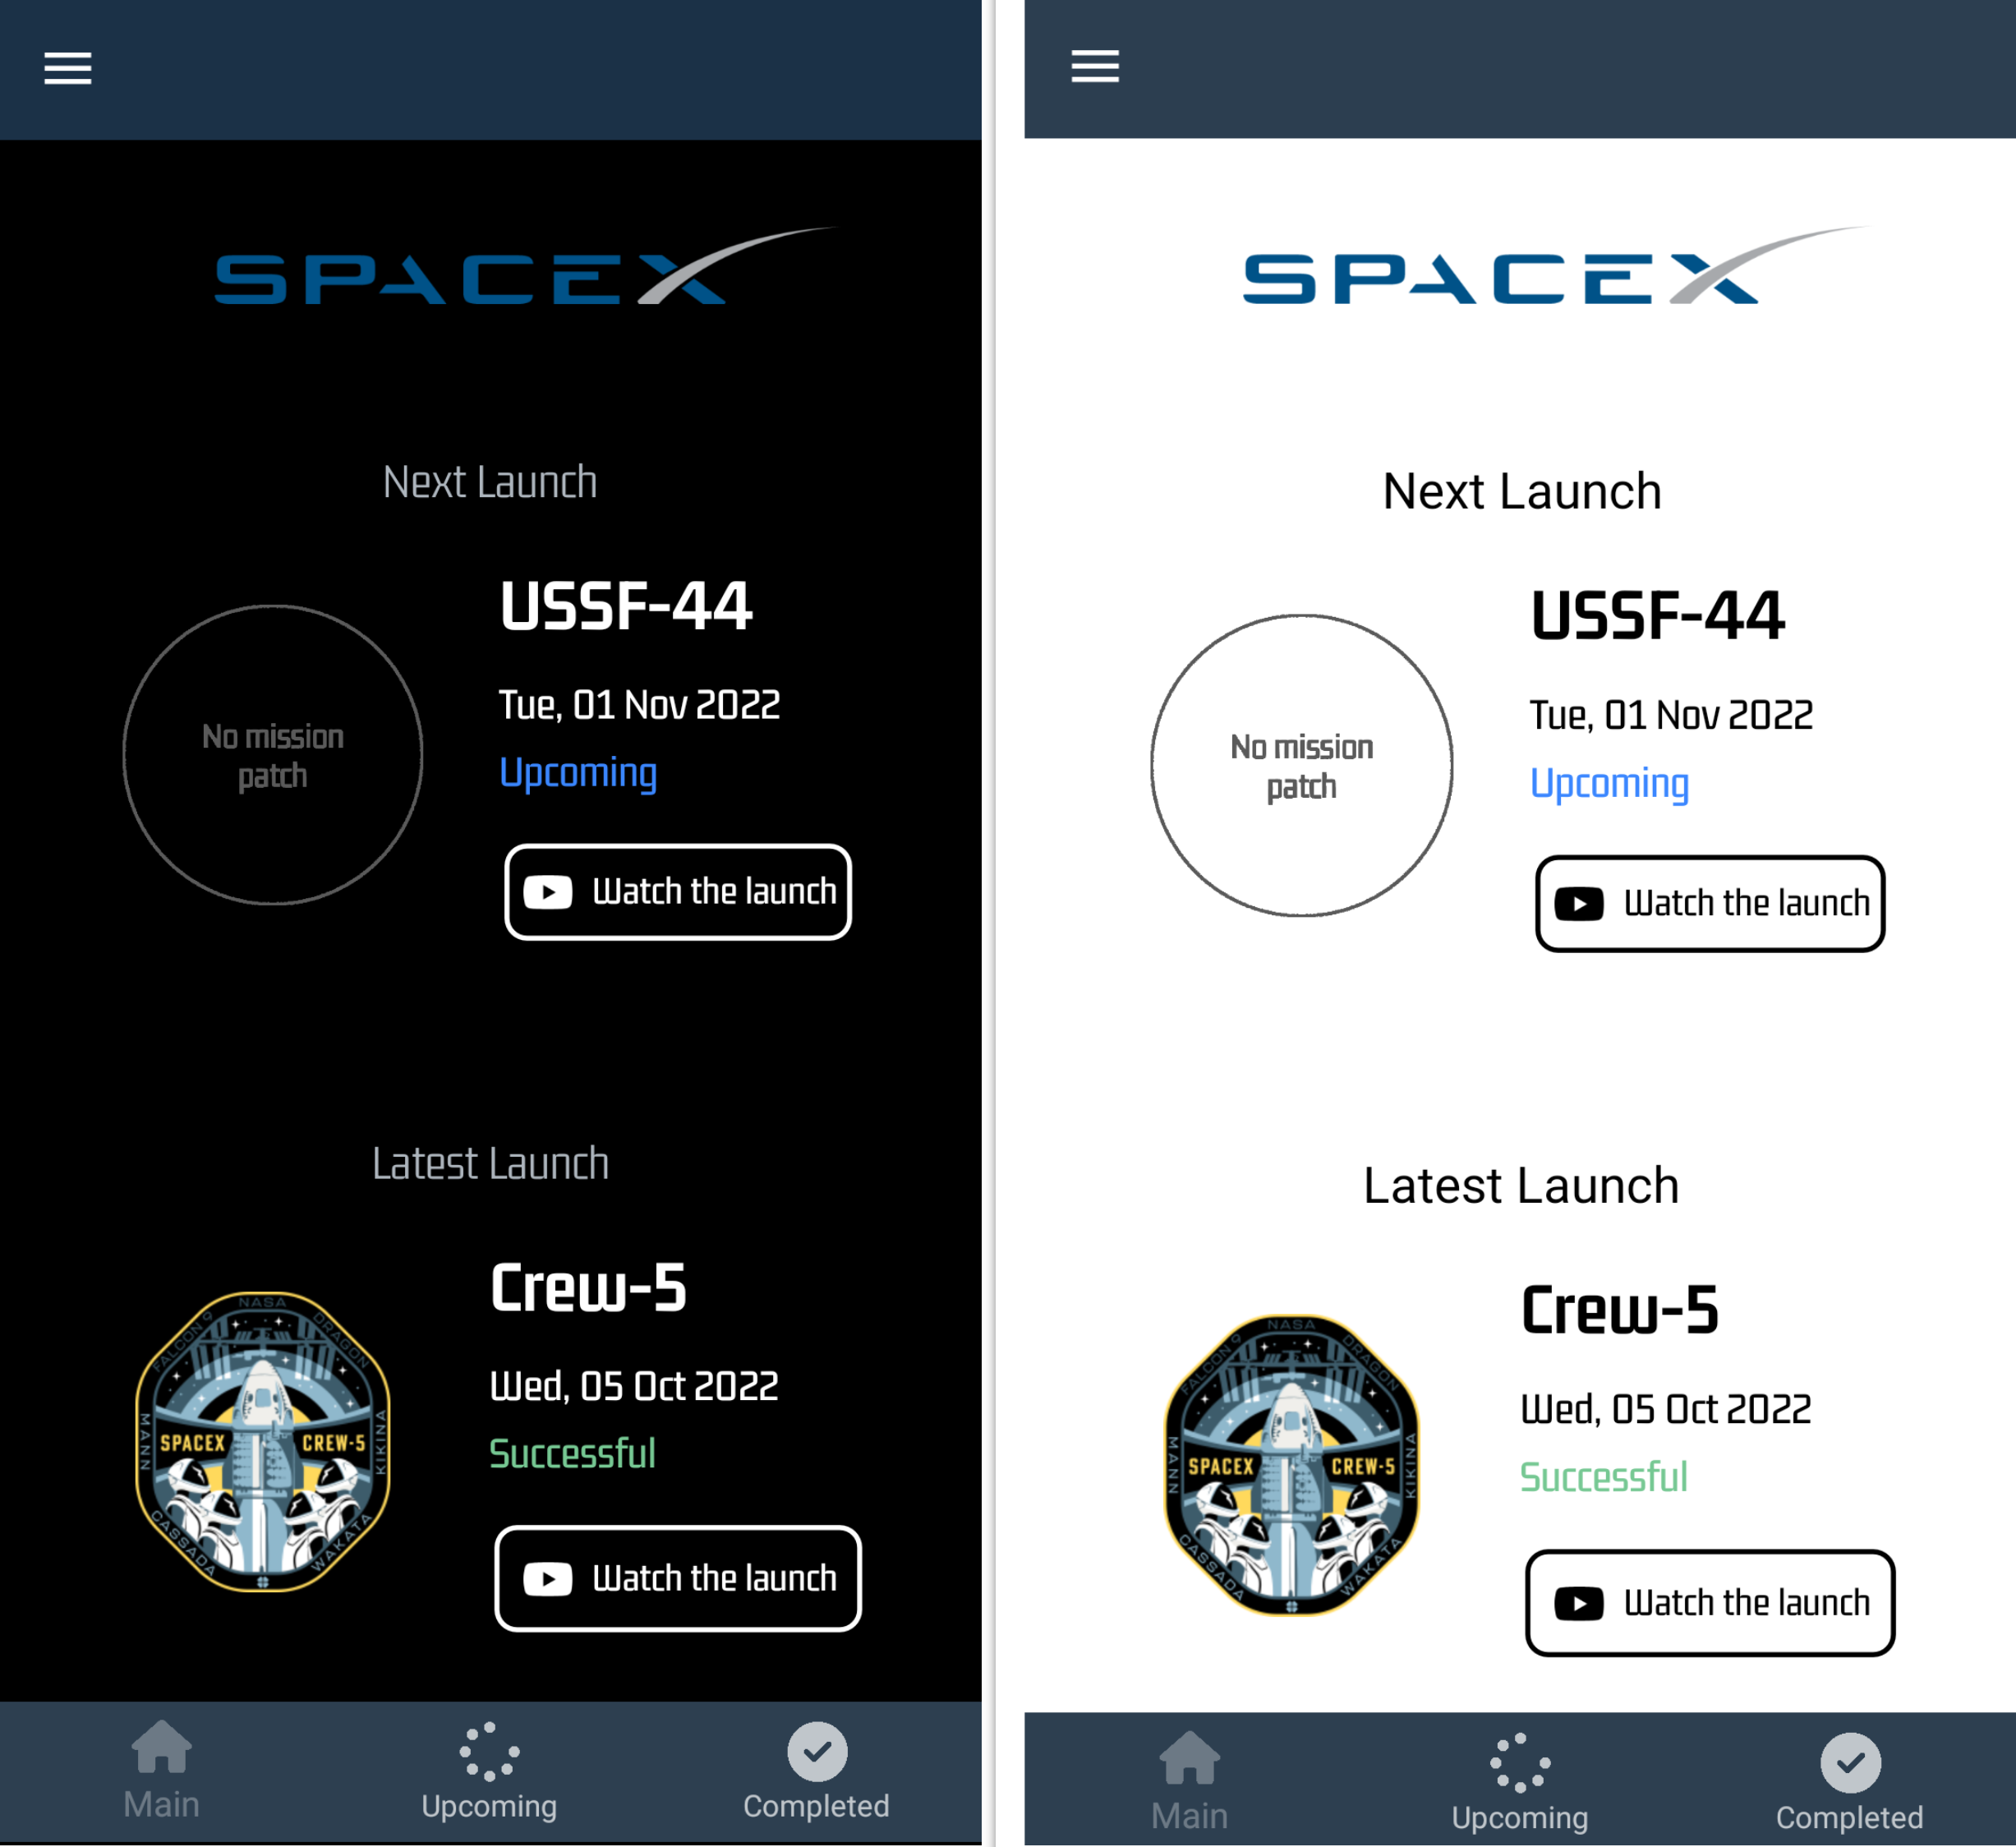 SPACEX
Next Launch
USSF-44
Tue, 01 Nov 2022
No mission
patch
Upcoming
Watch the launch
Latest Launch
Crew-5
Wed, 05 Oct 2022
Successful
NASA
FALCON 9
DRAGON
MANN
KIKINA
SPACEX CREW-5
CASSADA
WAKATA
Watch the launch
Main
Upcoming
Completed
SPACEX
Next Launch
USSF-44
Tue, 01 Nov 2022
No mission
patch
Upcoming
Watch the launch
Latest Launch
Crew-5
Wed, 05 Oct 2022
Successful
NASA
FALCON 9
DRAGON
MANN
KIKINA
SPACEX CREW-5
CASSADA
WAKATA
Watch the launch
Main
Upcoming
Completed